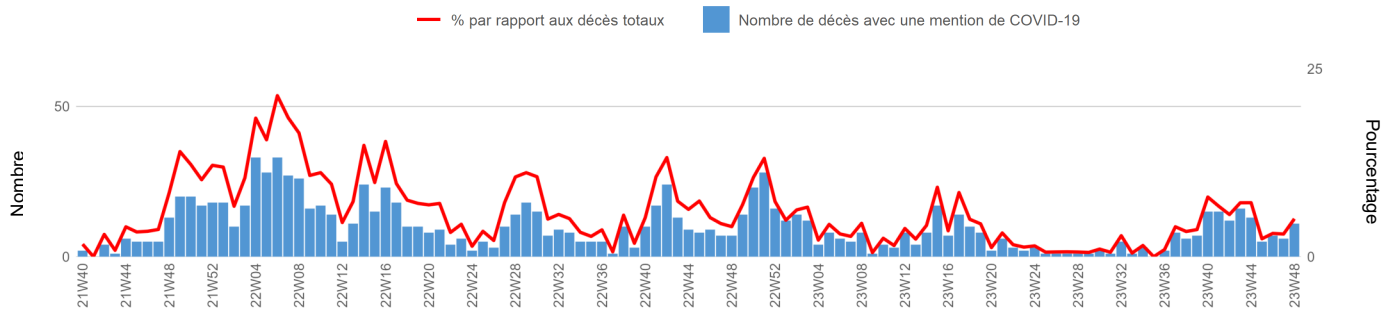 % par rapport aux décès totaux
Nombre de décès avec une mention de COVID-19
25
50
Nombre
Pourcentage
0
0
21W40
21W44
21W48
21W52
22W04
22W08
22W12
22W16
22W20
22W24
22W28
22W32
22W36
22W40
22W44
22W48
22W52
23W04
23W08
23W12
23W16
23W20
23W24
23W28
23W32
23W36
23W40
23W44
23W48